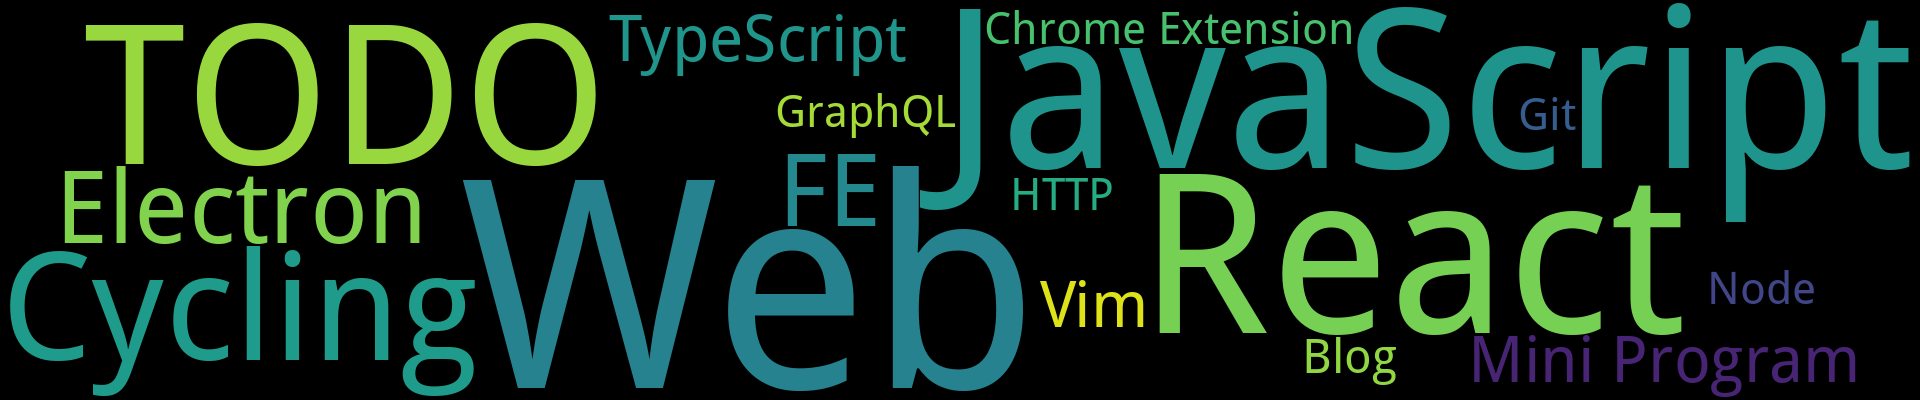 TODO
TypeScript
Chrome Extension
JavaScript
GraphQL
Git
FE
HTTP
Electron
Cycling
Web
React
Vim
Node
Blog
Mini Program